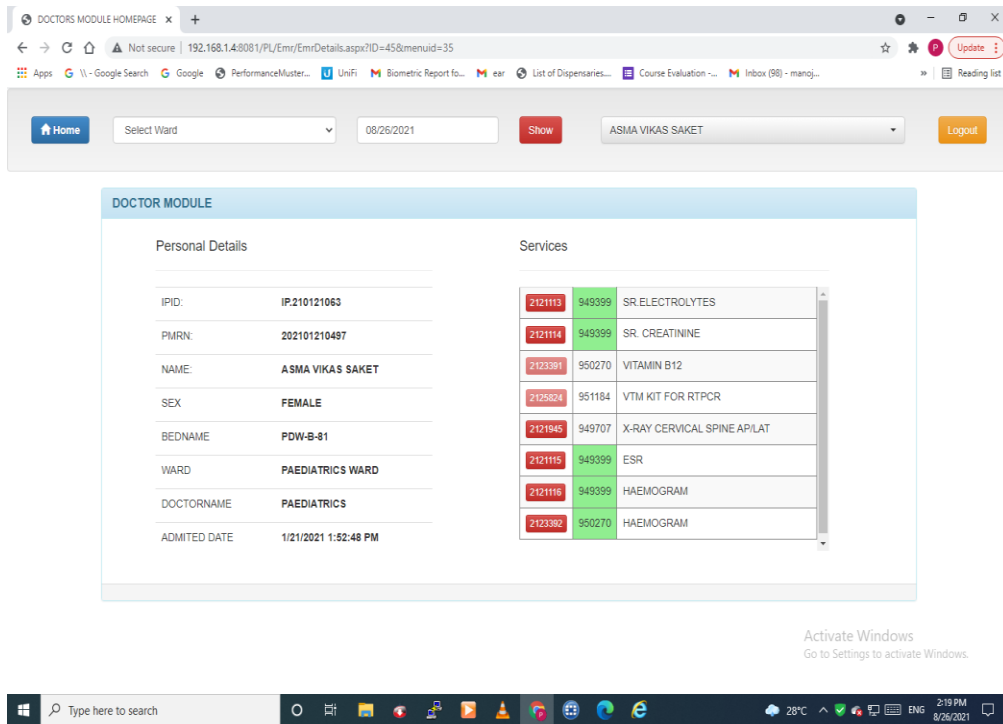 DOCTORS MODULE HOMEPAGE
Not secure | 192.168.1.4:8081/PL/Emr/EmrDetails.aspx?ID=45&menuid=35
P
Update
Apps G \\ - Google Search G Google PerformanceMuster... U UniFi M Biometric Report fo... M ear List of Dispensaries... Course Evaluation -... M Inbox (98) - manoj... » Reading list
Home Select Ward 08/26/2021 Show ASMA VIKAS SAKET Logout
DOCTOR MODULE
Personal Details
IPID: IP.210121063
PMRN: 202101210497
NAME: ASMA VIKAS SAKET
SEX FEMALE
BEDNAME PDW-B-81
WARD PAEDIATRICS WARD
DOCTORNAME PAEDIATRICS
ADMITED DATE 1/21/2021 1:52:48 PM
Services
2121113 949399 SR.ELECTROLYTES
2121114 949399 SR. CREATININE
2123391 950270 VITAMIN B12
2125824 951184 VTM KIT FOR RTPCR
2121945 949707 X-RAY CERVICAL SPINE AP/LAT
2121115 949399 ESR
2121116 949399 HAEMOGRAM
2123392 950270 HAEMOGRAM
Activate Windows
Go to Settings to activate Windows.
Type here to search
28°C ENG 2:19 PM
8/26/2021